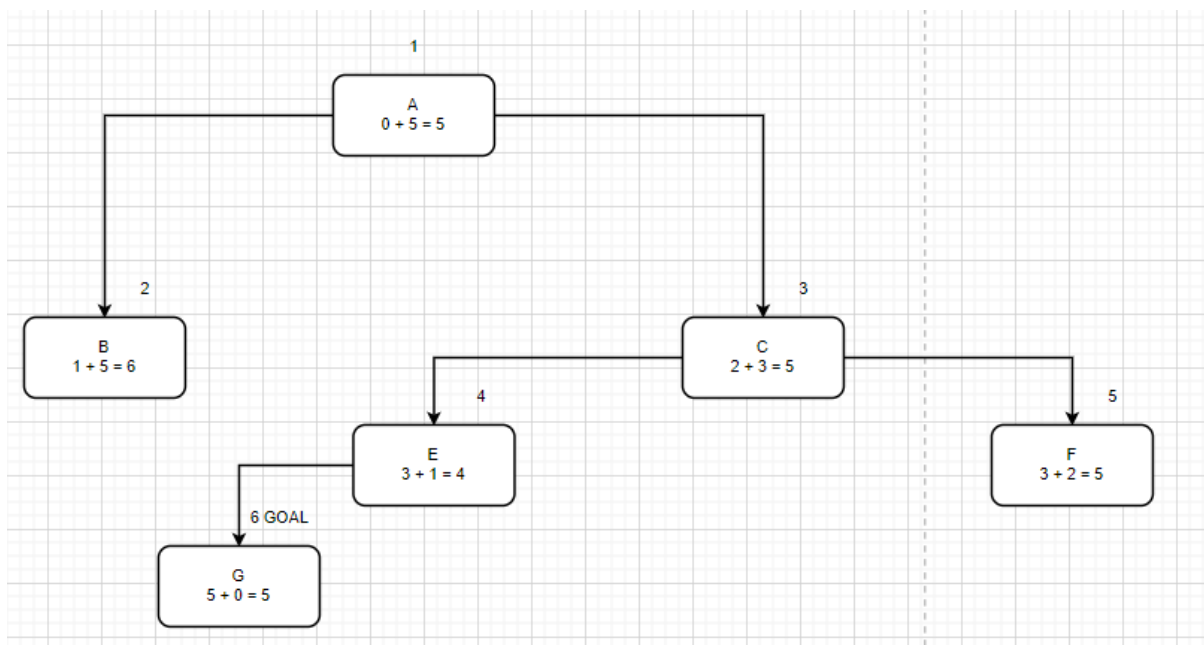 1
A
0 + 5 = 5
2
3
B
1 + 5 = 6
C
2 + 3 = 5
4
5
E
3 + 1 = 4
F
3 + 2 = 5
6 GOAL
G
5 + 0 = 5